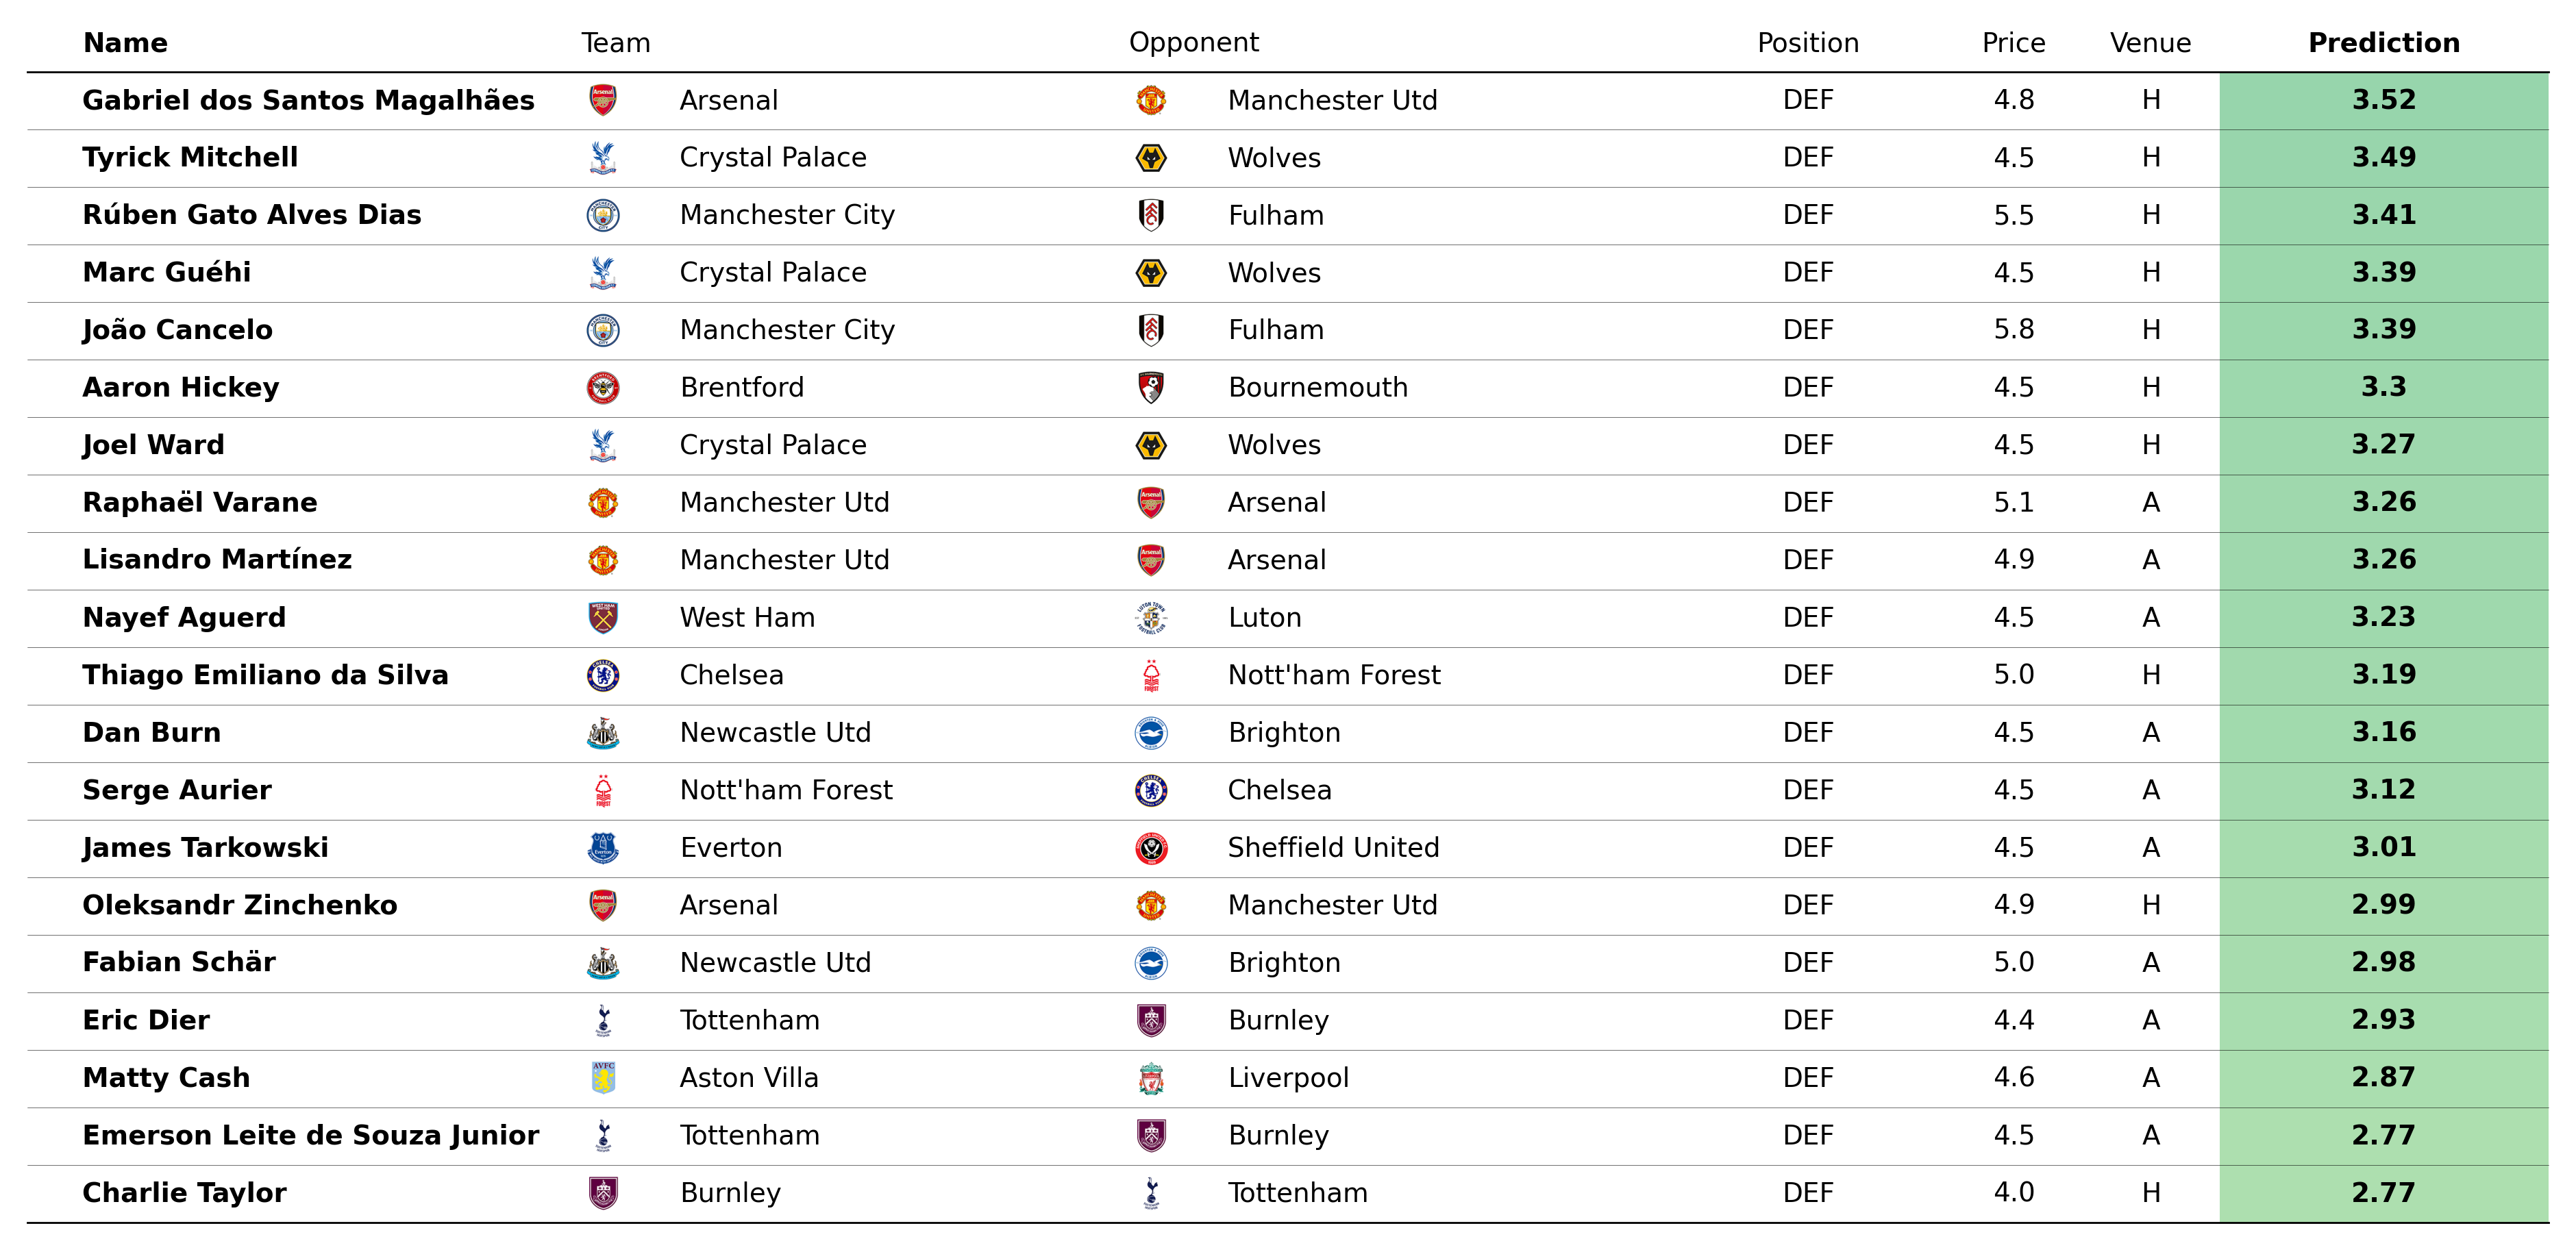 Name Team Opponent Position Price Venue Prediction
Gabriel dos Santos Magalhães Arsenal Manchester Utd DEF 4.8 H 3.52
Tyrick Mitchell Crystal Palace Wolves DEF 4.5 H 3.49
Rúben Gato Alves Dias Manchester City Fulham DEF 5.5 H 3.41
Marc Guéhi Crystal Palace Wolves DEF 4.5 H 3.39
João Cancelo Manchester City Fulham DEF 5.8 H 3.39
Aaron Hickey Brentford Bournemouth DEF 4.5 H 3.3
Joel Ward Crystal Palace Wolves DEF 4.5 H 3.27
Raphaël Varane Manchester Utd Arsenal DEF 5.1 A 3.26
Lisandro Martínez Manchester Utd Arsenal DEF 4.9 A 3.26
Nayef Aguerd West Ham Luton DEF 4.5 A 3.23
Thiago Emiliano da Silva Chelsea Nott'ham Forest DEF 5.0 H 3.19
Dan Burn Newcastle Utd Brighton DEF 4.5 A 3.16
Serge Aurier Nott'ham Forest Chelsea DEF 4.5 A 3.12
James Tarkowski Everton Sheffield United DEF 4.5 A 3.01
Oleksandr Zinchenko Arsenal Manchester Utd DEF 4.9 H 2.99
Fabian Schär Newcastle Utd Brighton DEF 5.0 A 2.98
Eric Dier Tottenham Burnley DEF 4.4 A 2.93
Matty Cash Aston Villa Liverpool DEF 4.6 A 2.87
Emerson Leite de Souza Junior Tottenham Burnley DEF 4.5 A 2.77
Charlie Taylor Burnley Tottenham DEF 4.0 H 2.77